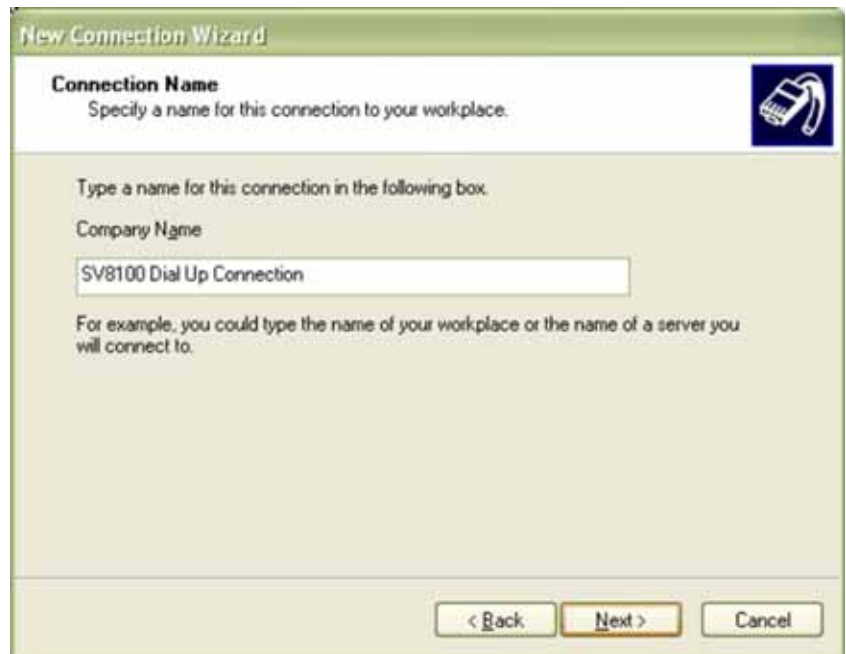 New Connection Wizard
Connection Name
Specify a name for this connection to your workplace.
Type a name for this connection in the following box.
Company Name
SV8100 Dial Up Connection
For example, you could type the name of your workplace or the name of a server you
will connect to.
< Back
Next >
Cancel